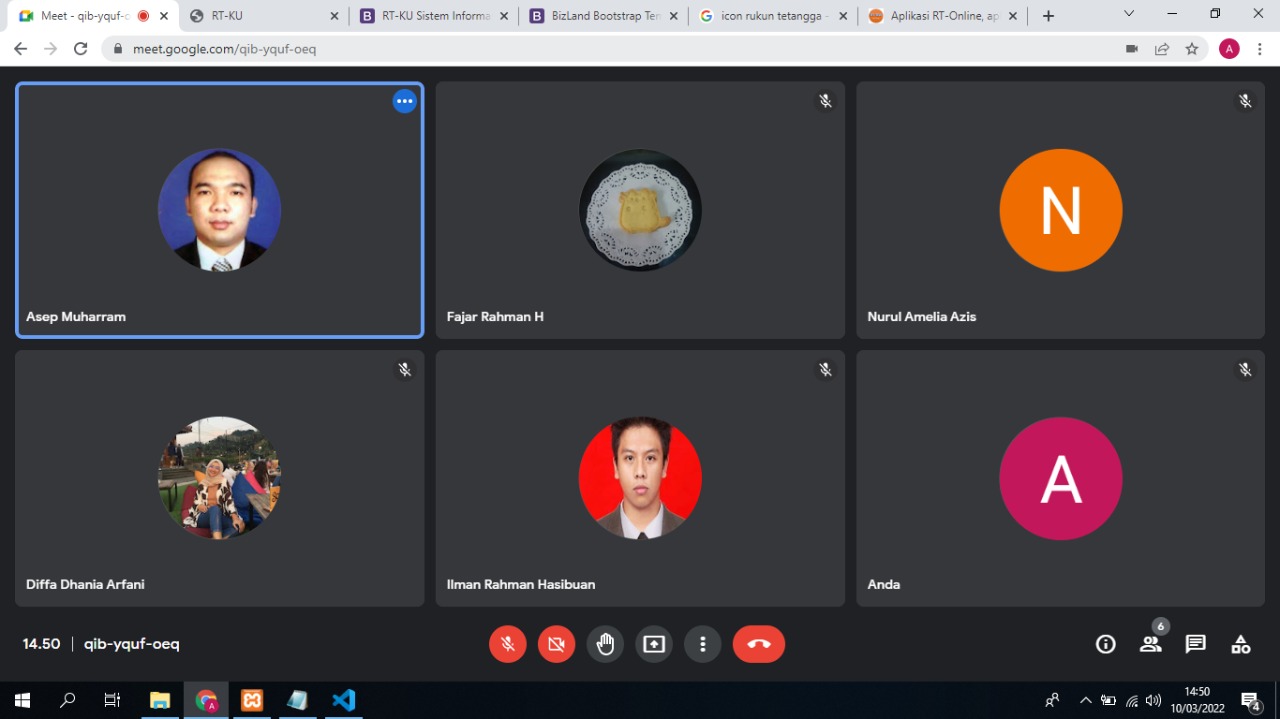 Meet - qib-yquf-o
RT-KU
RT-KU Sistem Informa
BizLand Bootstrap Tem
icon rukun tetangga -
Aplikasi RT-Online, ap
meet.google.com/qib-yquf-oeq
A
Asep Muharram
Fajar Rahman H
N
Nurul Amelia Azis
Diffa Dhania Arfani
Ilman Rahman Hasibuan
A
Anda
14.50 | qib-yquf-oeq
6
14:50
10/03/2022
4